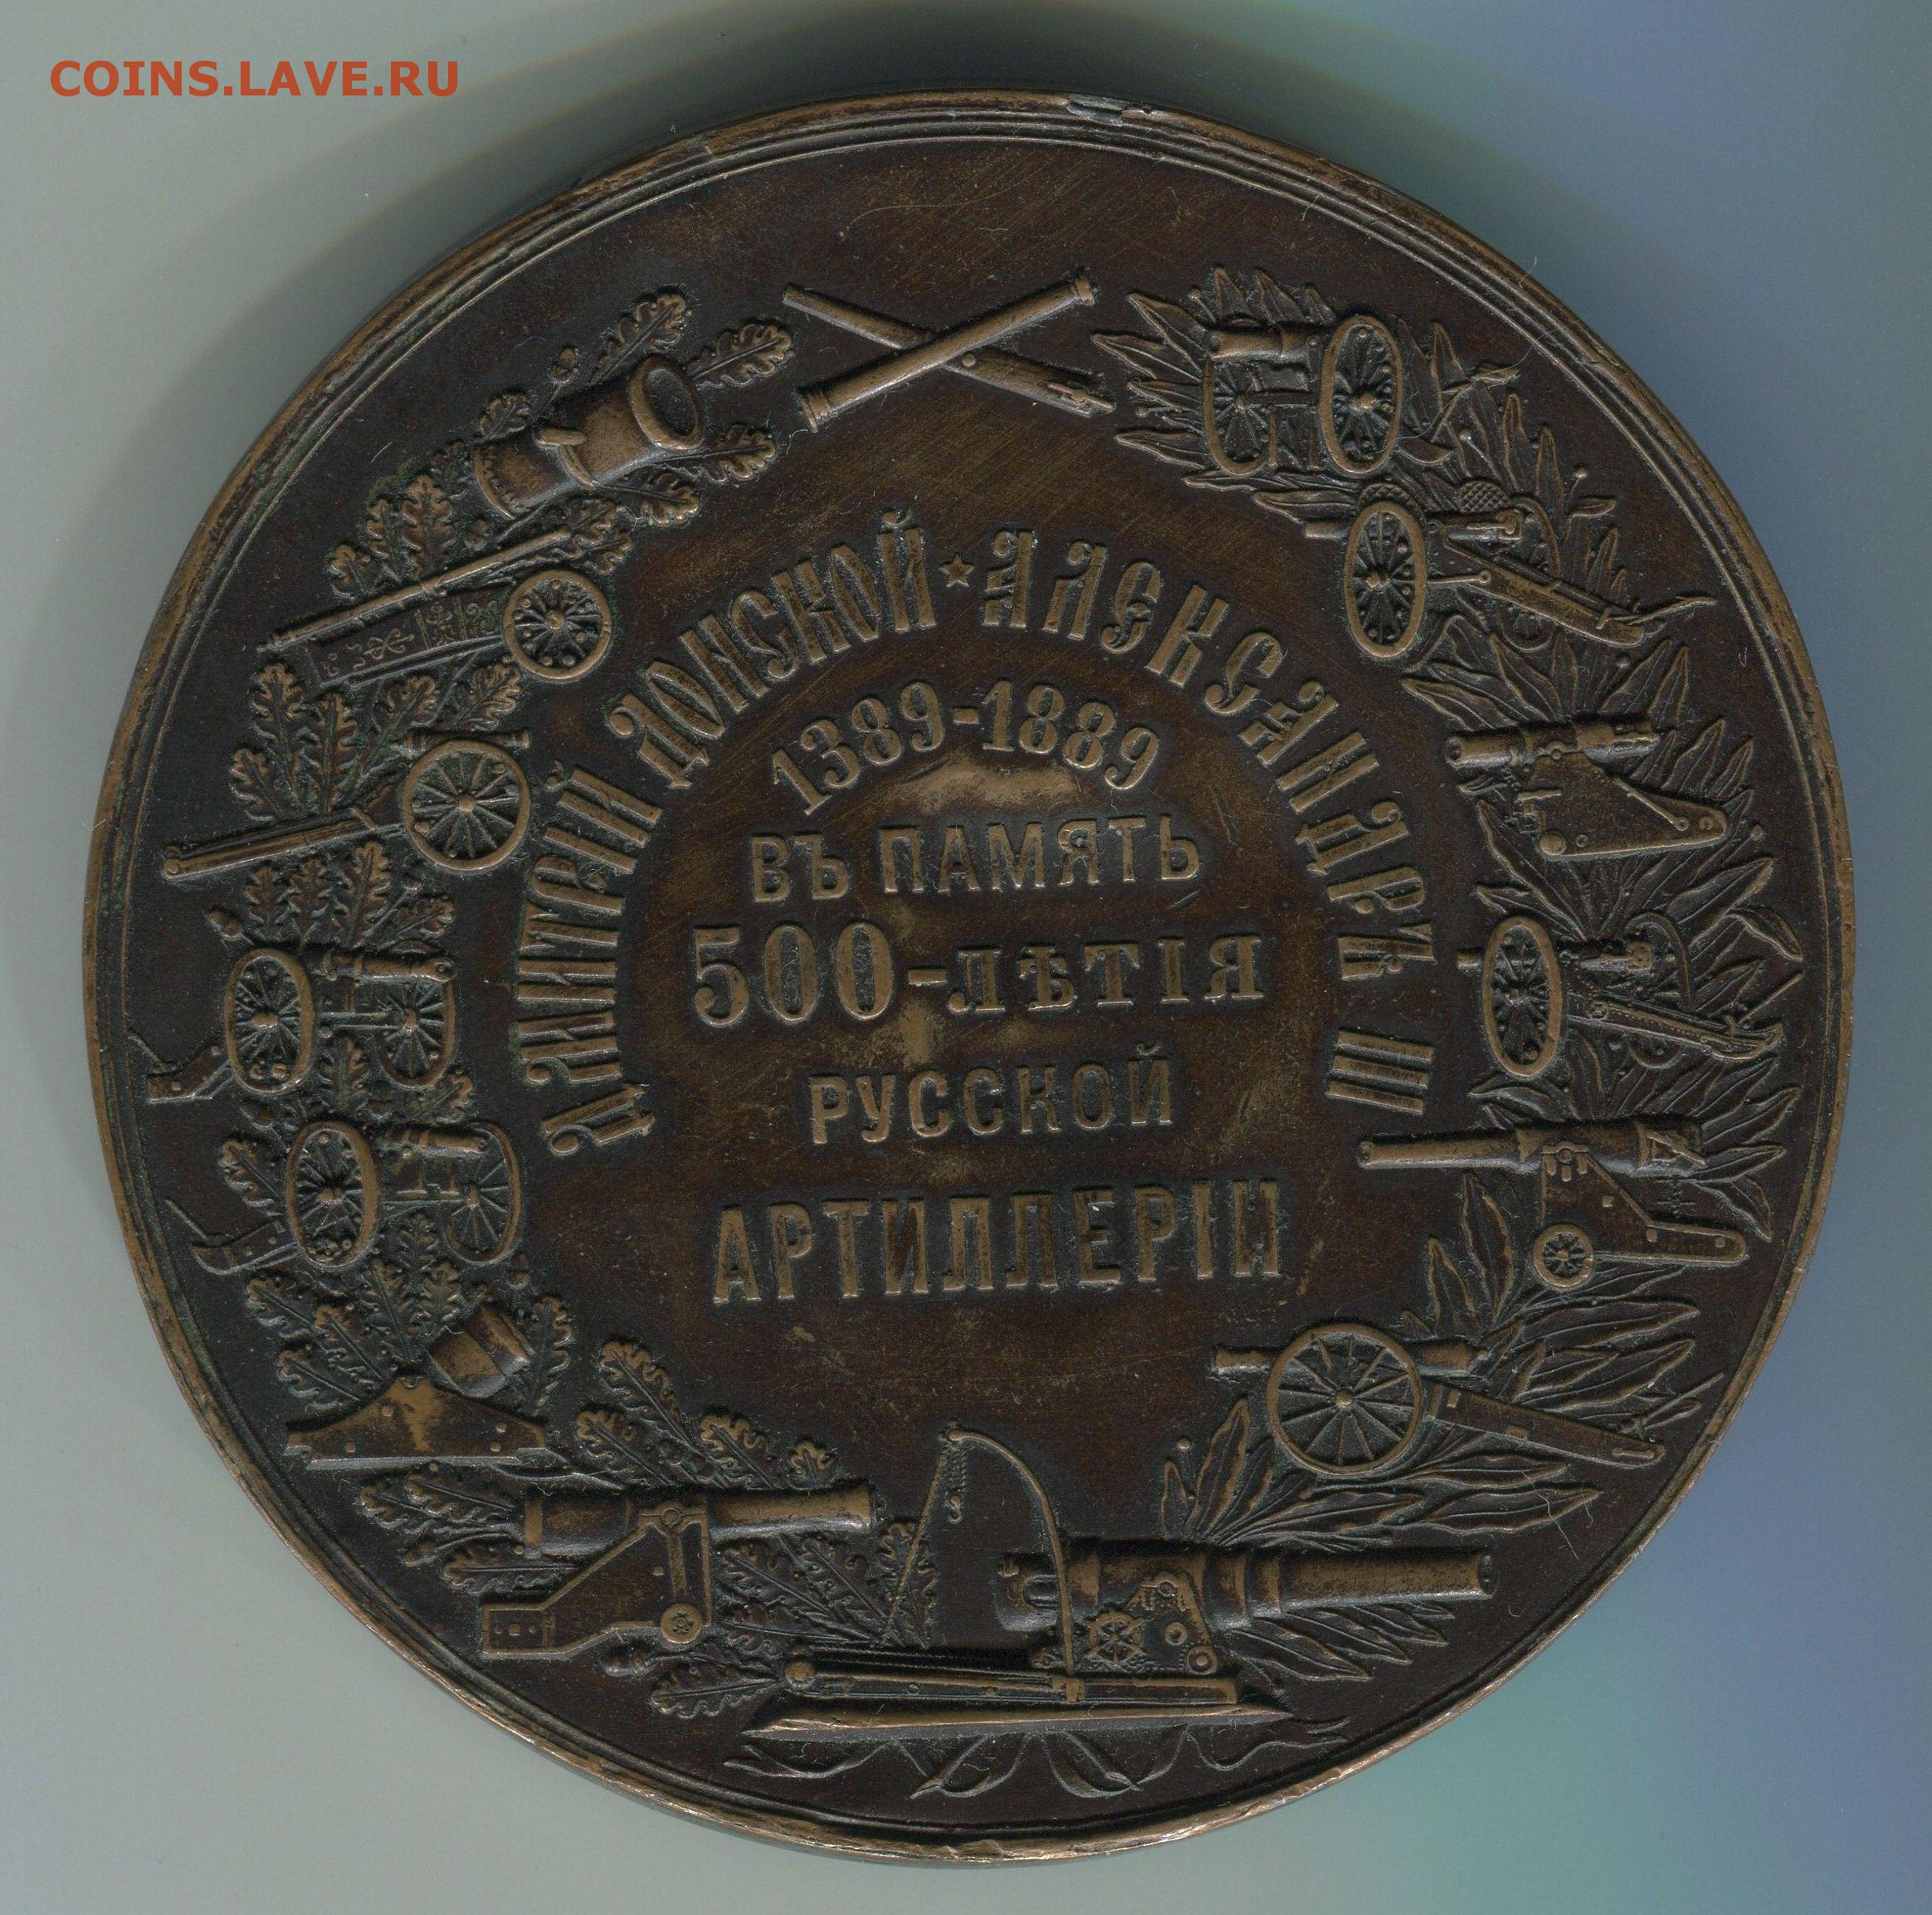 COINS.LAVE.RU
ДМИТРІЙ ДОНСКОЙ ★ АЛЕКСАНДРЪ III
1389-1889
ВЪ ПАМЯТЬ
500-ЛѢТІЯ
РУССКОЙ
АРТИЛЛЕРІИ